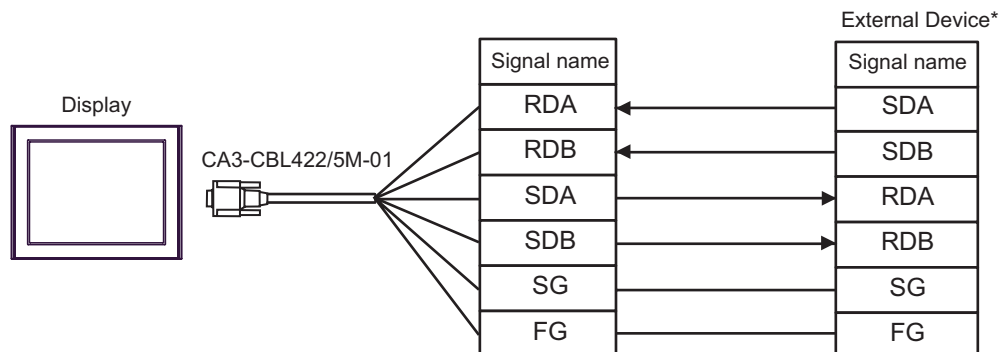 External Device*
Signal name
Signal name
Display
RDA
SDA
CA3-CBL422/5M-01
RDB
SDB
SDA
RDA
SDB
RDB
SG
SG
FG
FG